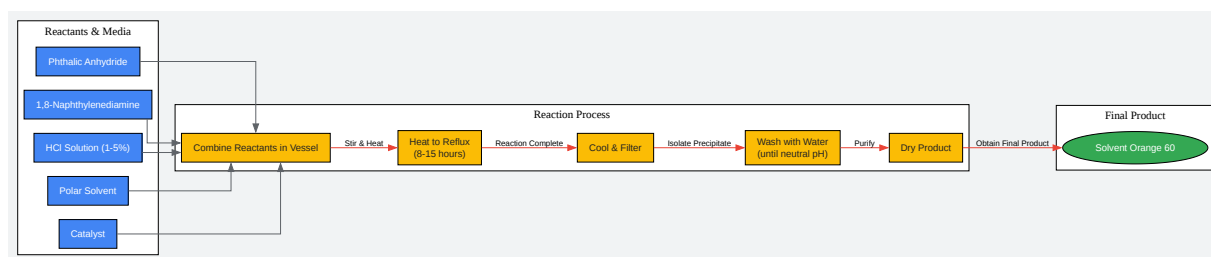 Reactants & Media
Phthalic Anhydride
1,8-Naphthylenediamine
HCl Solution (1-5%)
Polar Solvent
Catalyst
Reaction Process
Combine Reactants in Vessel
Stir & Heat
Heat to Reflux
(8-15 hours)
Reaction Complete
Cool & Filter
Isolate Precipitate
Wash with Water
(until neutral pH)
Purify
Dry Product
Obtain Final Product
Final Product
Solvent Orange 60